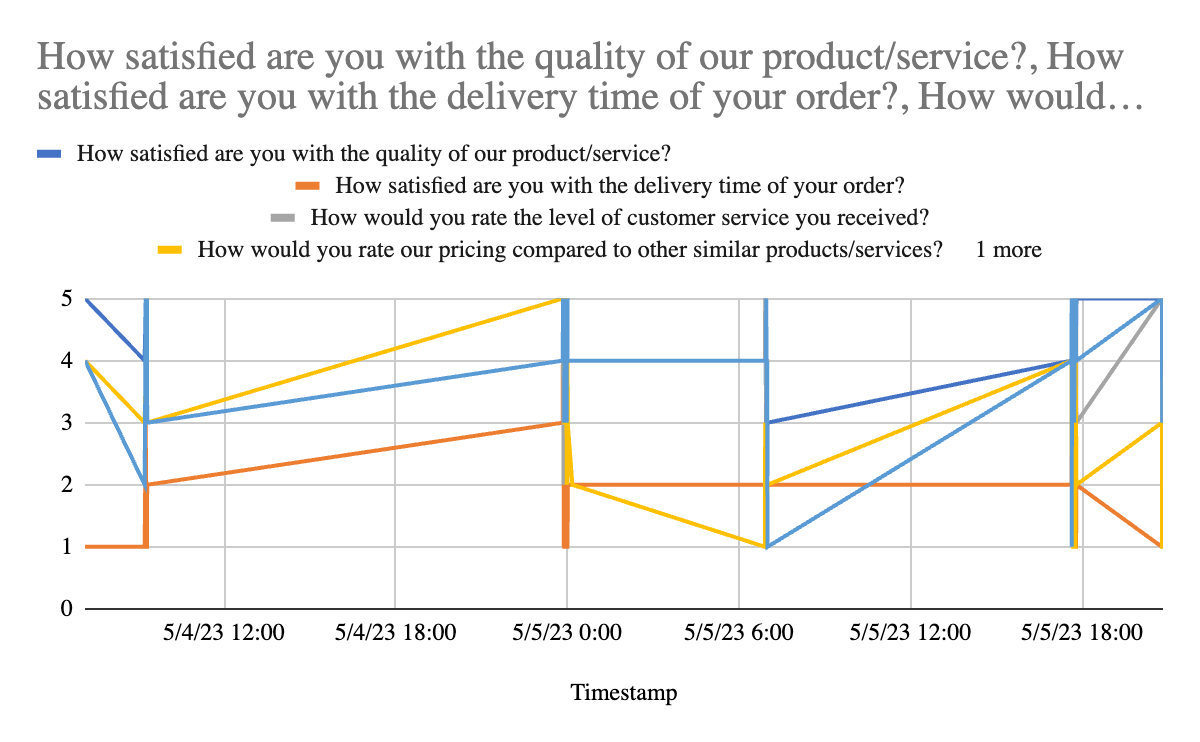 How satisfied are you with the quality of our product/service?, How
satisfied are you with the delivery time of your order?, How would…
How satisfied are you with the quality of our product/service?
How satisfied are you with the delivery time of your order?
How would you rate the level of customer service you received?
How would you rate our pricing compared to other similar products/services? 1 more
5
4
3
2
1
0
5/4/23 12:00 5/4/23 18:00 5/5/23 0:00 5/5/23 6:00 5/5/23 12:00 5/5/23 18:00
Timestamp